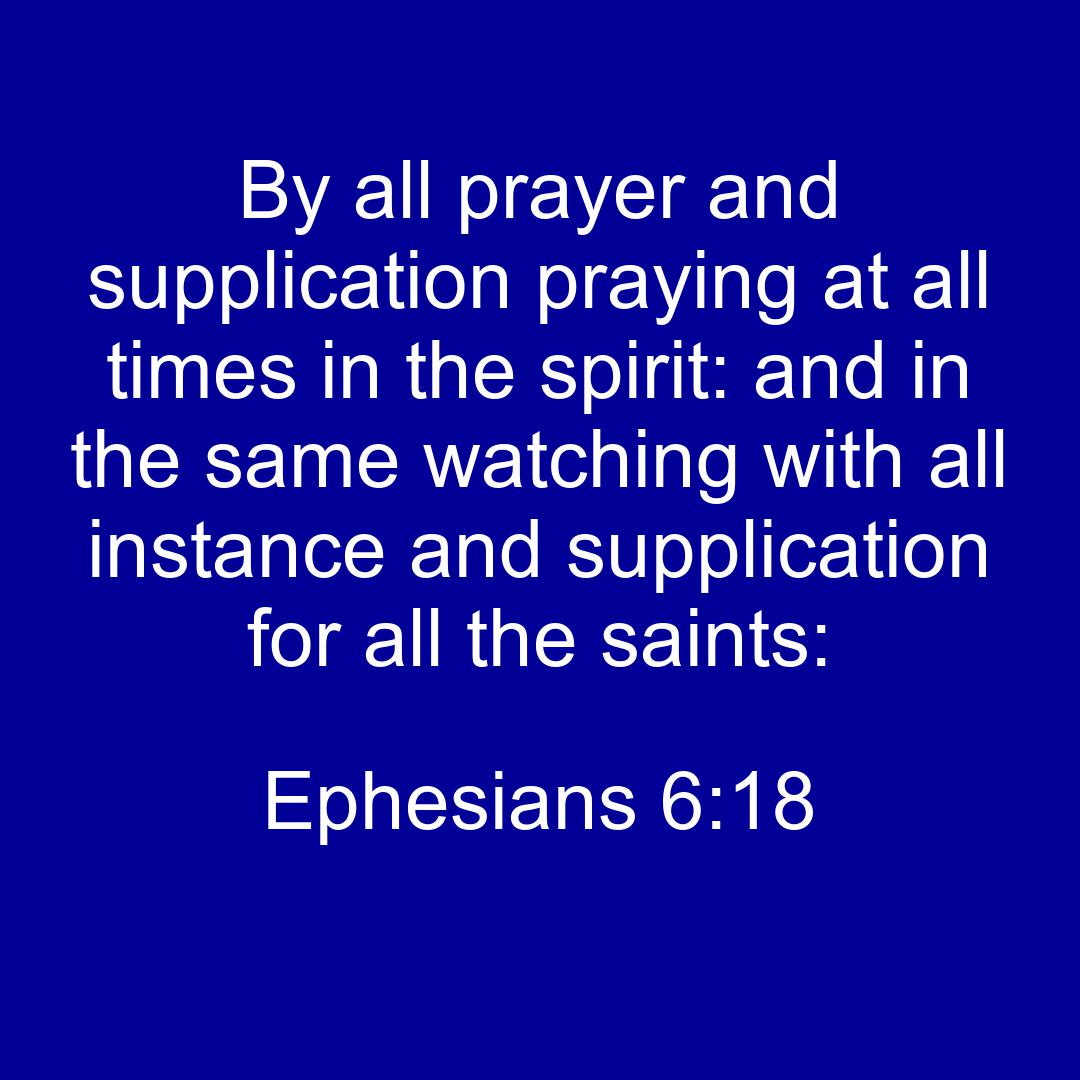 By all prayer and
supplication praying at all
times in the spirit: and in
the same watching with all
instance and supplication
for all the saints:
Ephesians 6:18